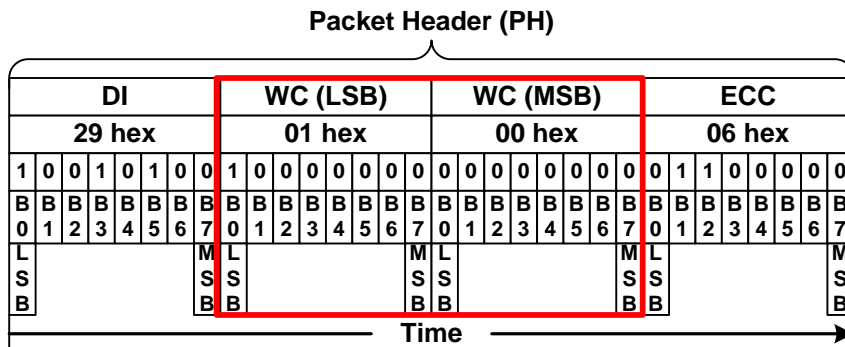 Packet Header (PH)
DI WC (LSB) WC (MSB) ECC
29 hex 01 hex 00 hex 06 hex
1 0 0 1 0 1 0 0 1 0 0 0 0 0 0 0 0 0 0 0 0 0 0 0 0 1 1 0 0 0 0 0
B B B B B B B B B B B B B B B B B B B B B B B B B B B B B B B B
0 1 2 3 4 5 6 7 0 1 2 3 4 5 6 7 0 1 2 3 4 5 6 7 0 1 2 3 4 5 6 7
L M L M L M L M
S S S S S S S S
B B B B B B B B
Time